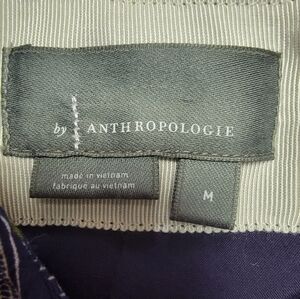 by ANTHROPOLOGIE
made in vietnam
fabriqué au vietnam
M